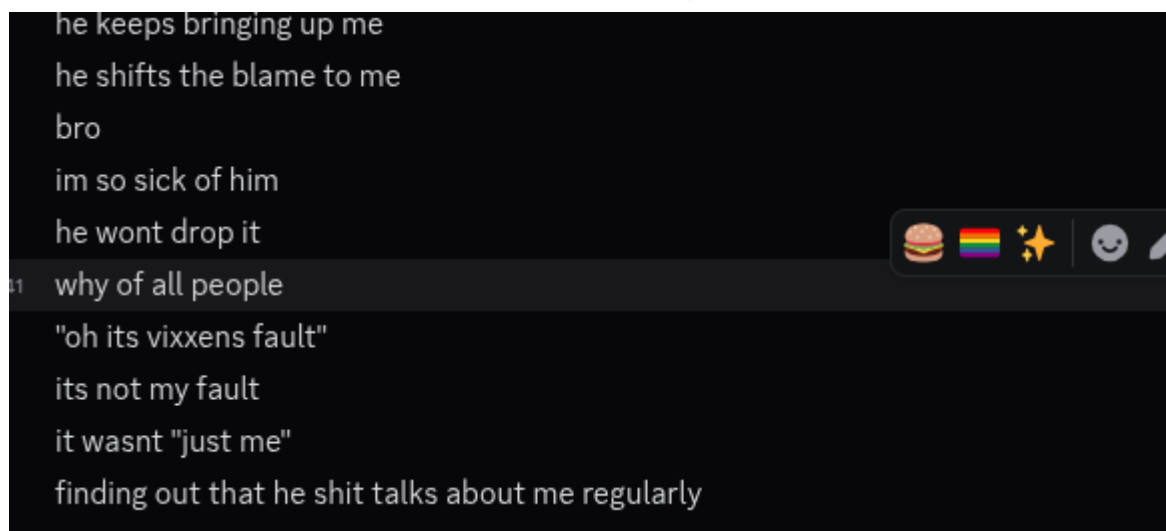 he keeps bringing up me
he shifts the blame to me
bro
im so sick of him
he wont drop it
why of all people
"oh its vixxens fault"
its not my fault
it wasnt "just me"
finding out that he shit talks about me regularly